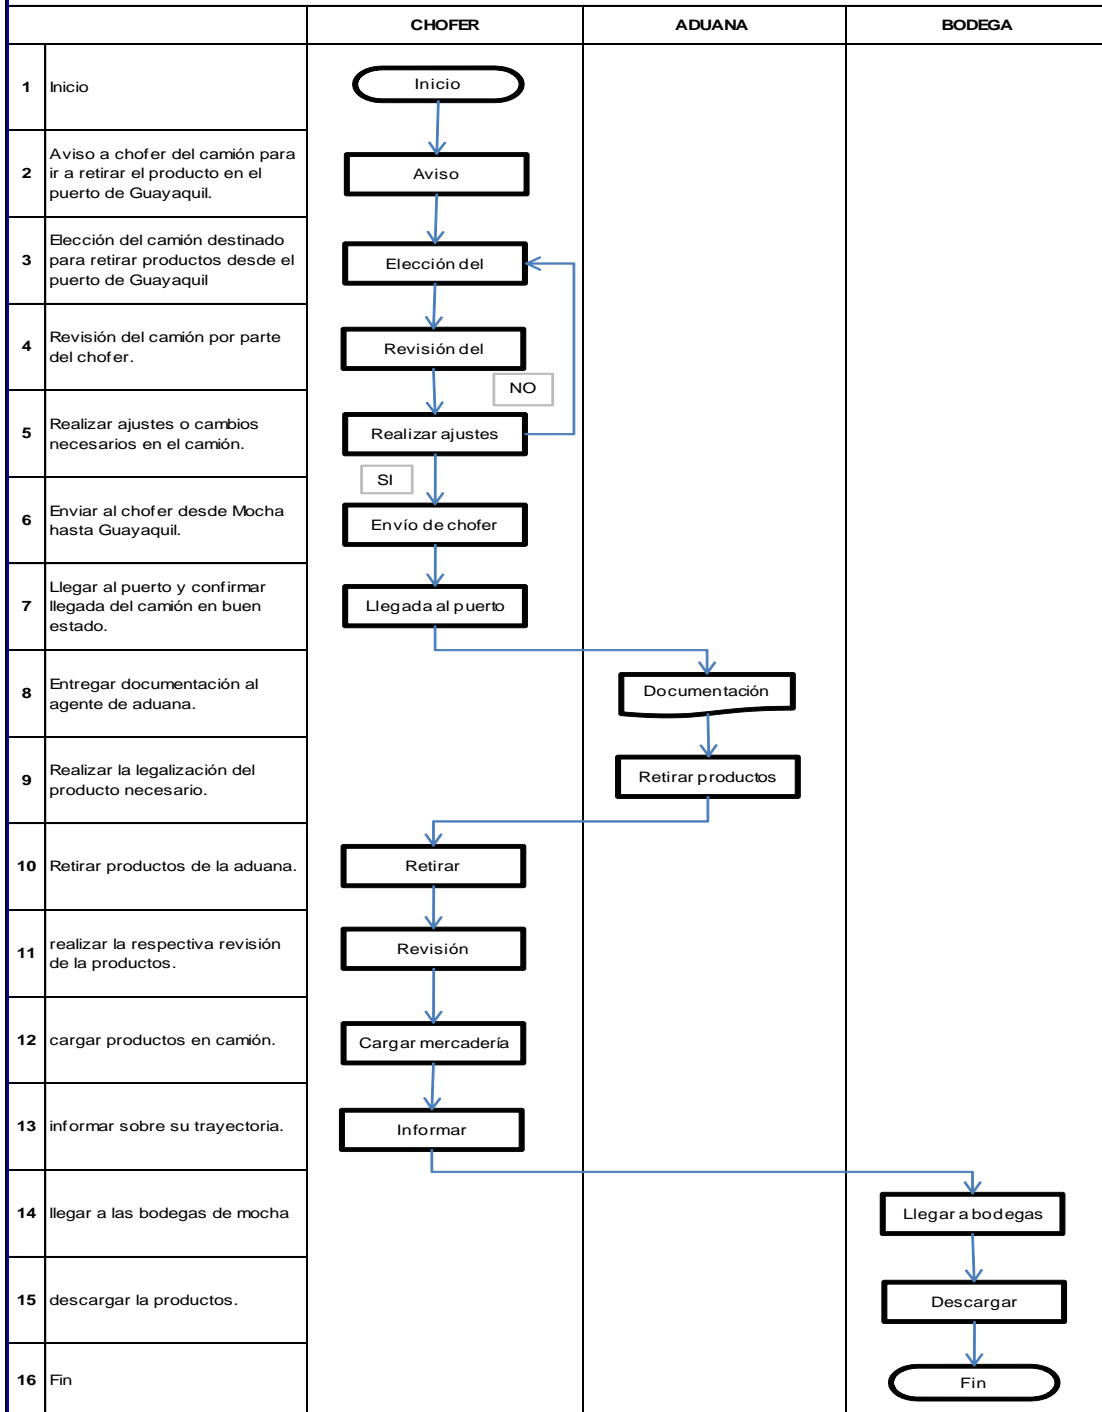 CHOFER
ADUANA
BODEGA
1
Inicio
Inicio
2
Aviso a chofer del camión para
ir a retirar el producto en el
puerto de Guayaquil.
Aviso
3
Elección del camión destinado
para retirar productos desde el
puerto de Guayaquil
Elección del
4
Revisión del camión por parte
del chofer.
Revisión del
NO
5
Realizar ajustes o cambios
necesarios en el camión.
Realizar ajustes
SI
6
Enviar al chofer desde Mocha
hasta Guayaquil.
Envío de chofer
7
Llegar al puerto y confirmar
llegada del camión en buen
estado.
Llegada al puerto
8
Entregar documentación al
agente de aduana.
Documentación
9
Realizar la legalización del
producto necesario.
Retirar productos
10
Retirar productos de la aduana.
Retirar
11
realizar la respectiva revisión
de la productos.
Revisión
12
cargar productos en camión.
Cargar mercadería
13
informar sobre su trayectoria.
Informar
14
llegar a las bodegas de mocha
Llegar a bodegas
15
descargar la productos.
Descargar
16
Fin
Fin